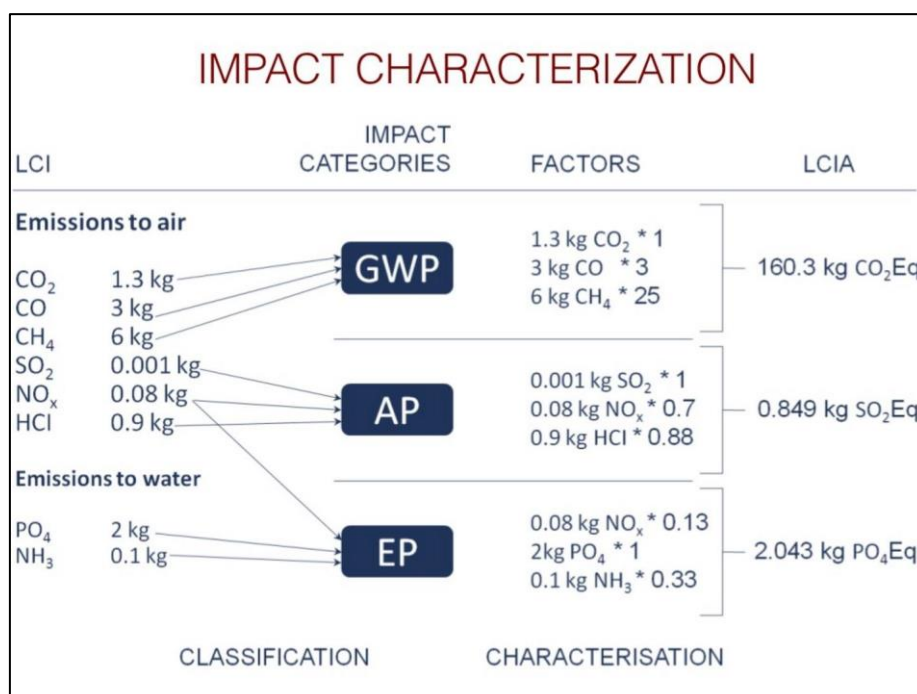 IMPACT CHARACTERIZATION
LCI
IMPACT
CATEGORIES
FACTORS
LCIA
Emissions to air
CO₂ 1.3 kg
CO 3 kg
CH₄ 6 kg
SO₂ 0.001 kg
NOₓ 0.08 kg
HCl 0.9 kg
GWP
1.3 kg CO₂ * 1
3 kg CO * 3
6 kg CH₄ * 25
160.3 kg CO₂Eq
AP
0.001 kg SO₂ * 1
0.08 kg NOₓ * 0.7
0.9 kg HCl * 0.88
0.849 kg SO₂Eq
Emissions to water
PO₄ 2 kg
NH₃ 0.1 kg
EP
0.08 kg NOₓ * 0.13
2kg PO₄ * 1
0.1 kg NH₃ * 0.33
2.043 kg PO₄Eq
CLASSIFICATION
CHARACTERISATION